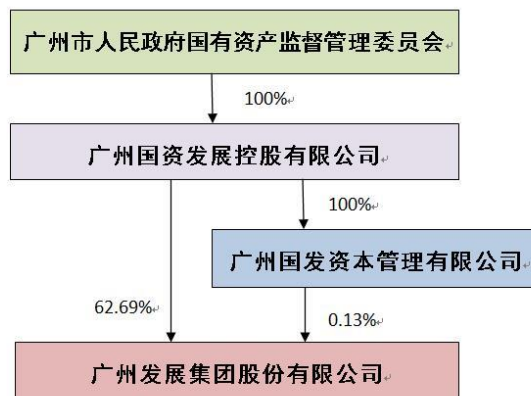 广州市人民政府国有资产监督管理委员会
100%
广州国资发展控股有限公司
100%
广州国发资本管理有限公司
62.69%
0.13%
广州发展集团股份有限公司